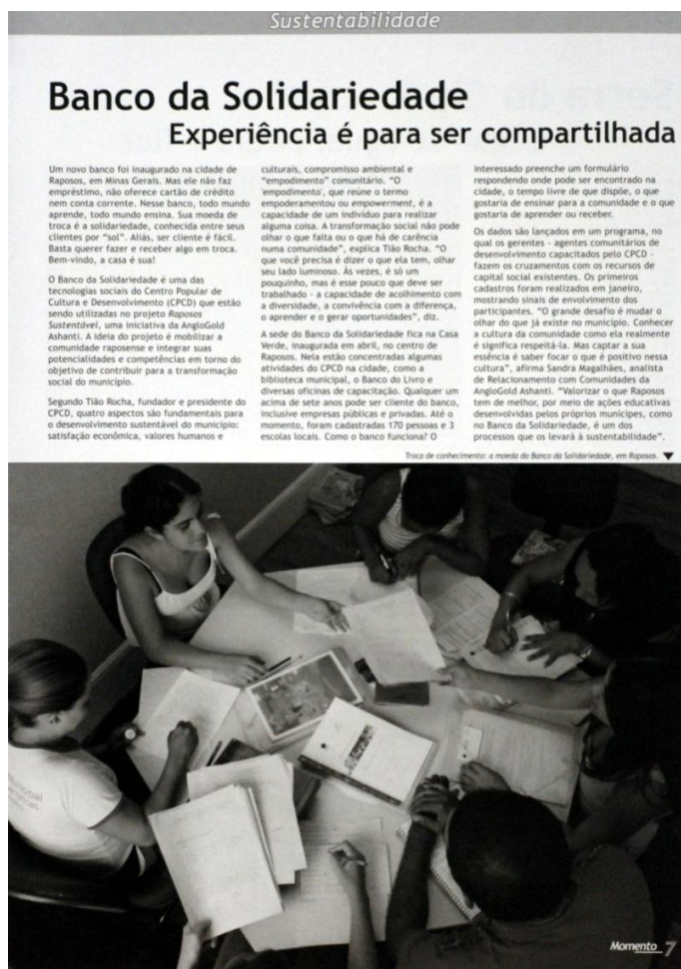 Sustentabilidade
Banco da Solidariedade
Experiência é para ser compartilhada
Um novo banco foi inaugurado na cidade de
Raposos, em Minas Gerais. Mas ele não faz
empréstimo, não oferece cartão de crédito
nem conta corrente. Nesse banco, todo mundo
aprende, todo mundo ensina. Sua moeda de
troca é a solidariedade, conhecida entre seus
clientes por "sol". Aliás, ser cliente é fácil.
Basta querer fazer e receber algo em troca.
Bem-vindo, a casa é sua!
O Banco da Solidariedade é uma das
tecnologias sociais do Centro Popular de
Cultura e Desenvolvimento (CPCD) que estão
sendo utilizadas no projeto Raposos
Sustentável, uma iniciativa da AngloGold
Ashanti. A ideia do projeto é mobilizar a
comunidade raposense e integrar suas
potencialidades e competências em torno do
objetivo de contribuir para a transformação
social do município.
Segundo Tião Rocha, fundador e presidente do
CPCD, quatro aspectos são fundamentais para
o desenvolvimento sustentável do município:
satisfação econômica, valores humanos e
culturais, compromisso ambiental e
"empodimento" comunitário. "O
'empodimento', que reúne o termo
empoderamento ou empowerment, é a
capacidade de um indivíduo para realizar
alguma coisa. A transformação social não pode
olhar o que falta ou o que há de carência
numa comunidade", explica Tião Rocha. "O
que você precisa é dizer o que ela tem, olhar
seu lado luminoso. Às vezes, é só um
pouquinho, mas é esse pouco que deve ser
trabalhado - a capacidade de acolhimento com
a diversidade, a convivência com a diferença,
o aprender e o gerar oportunidades", diz.
A sede do Banco da Solidariedade fica na Casa
Verde, inaugurada em abril, no centro de
Raposos. Nela estão concentradas algumas
atividades do CPCD na cidade, como a
biblioteca municipal, o Banco do Livro e
diversas oficinas de capacitação. Qualquer um
acima de sete anos pode ser cliente do banco,
inclusive empresas públicas e privadas. Até o
momento, foram cadastradas 170 pessoas e 3
escolas locais. Como o banco funciona? O
interessado preenche um formulário
respondendo onde pode ser encontrado na
cidade, o tempo livre de que dispõe, o que
gostaria de ensinar para a comunidade e o que
gostaria de aprender ou receber.
Os dados são lançados em um programa, no
qual os gerentes - agentes comunitários de
desenvolvimento capacitados pelo CPCD -
fazem os cruzamentos com os recursos de
capital social existentes. Os primeiros
cadastros foram realizados em janeiro,
mostrando sinais de envolvimento dos
participantes. "O grande desafio é mudar o
olhar do que já existe no município. Conhecer
a cultura da comunidade como ela realmente
é significa respeitá-la. Mas captar a sua
essência é saber focar o que é positivo nessa
cultura", afirma Sandra Magalhães, analista
de Relacionamento com Comunidades da
AngloGold Ashanti. "Valorizar o que Raposos
tem de melhor, por meio de ações educativas
desenvolvidas pelos próprios munícipes, como
no Banco da Solidariedade, é um dos
processos que os levará à sustentabilidade".
Troca de conhecimento: a moeda do Banco da Solidariedade, em Raposos.
Momento 7